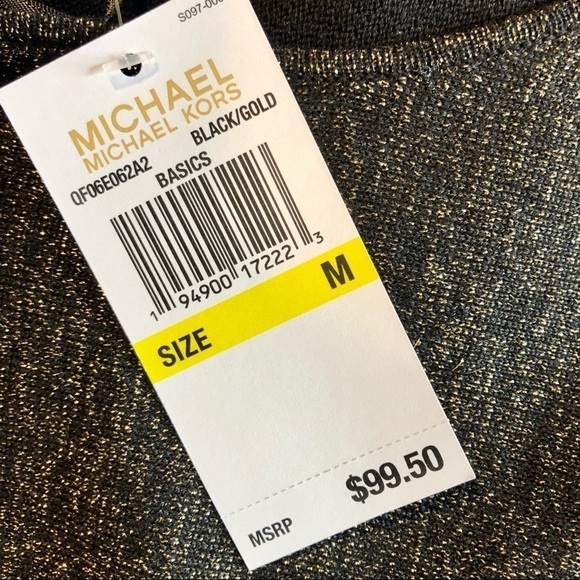 MICHAEL
MICHAEL KORS
QF06E062A2 BLACK/GOLD
BASICS
1 94900 17222 3
SIZE M
$99.50
MSRP